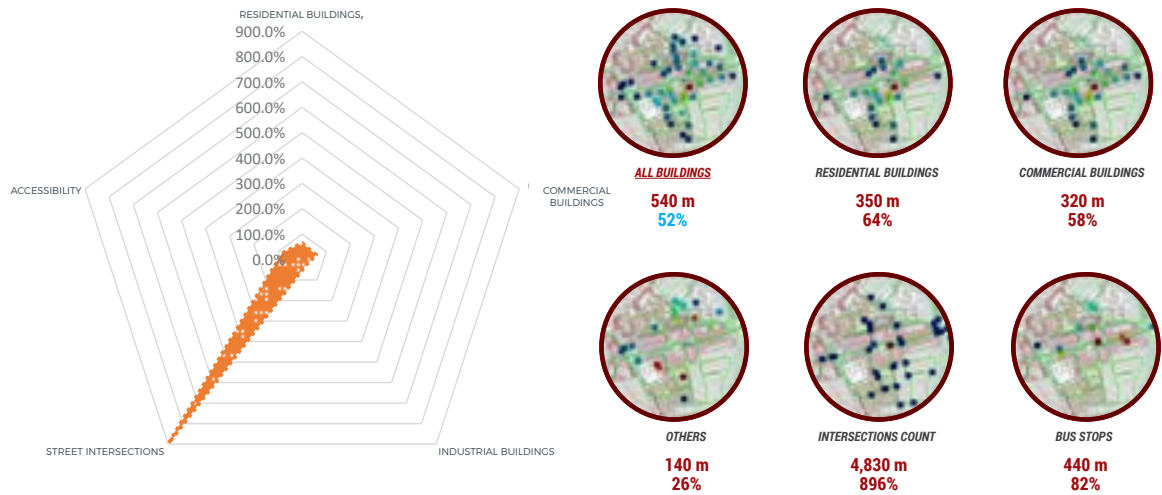 RESIDENTIAL BUILDINGS,
900.0%
800.0%
700.0%
600.0%
500.0%
400.0%
300.0%
200.0%
100.0%
0.0%
ACCESSIBILITY
COMMERCIAL
BUILDINGS
STREET INTERSECTIONS
INDUSTRIAL BUILDINGS
ALL BUILDINGS
540 m
52%
RESIDENTIAL BUILDINGS
350 m
64%
COMMERCIAL BUILDINGS
320 m
58%
OTHERS
140 m
26%
INTERSECTIONS COUNT
4,830 m
896%
BUS STOPS
440 m
82%